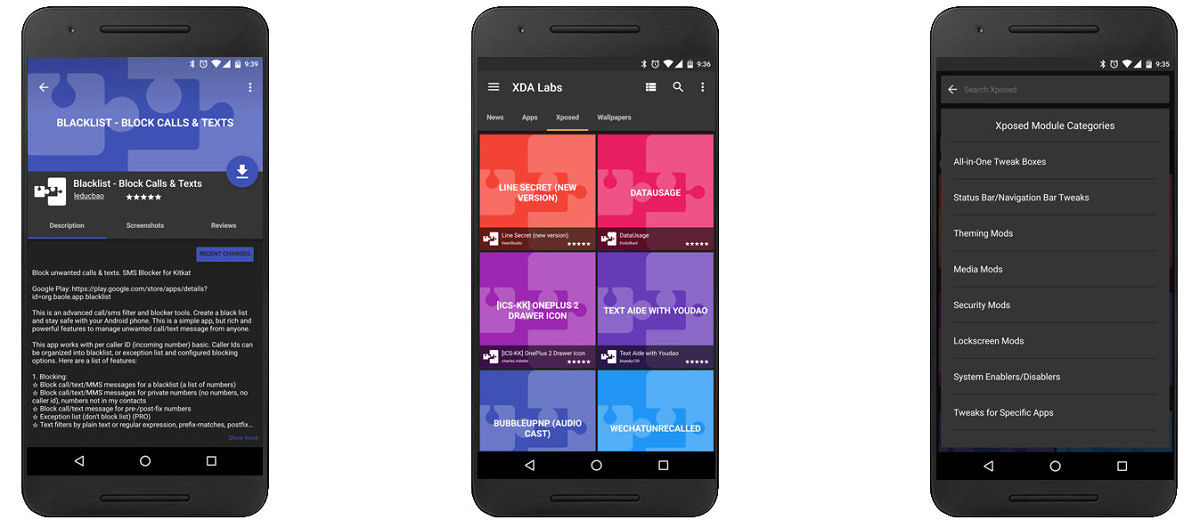 9:39
BLACKLIST - BLOCK CALLS & TEXTS
Blacklist - Block Calls & Texts
leducbao
Description Screenshots Reviews
RECENT CHANGES
Block unwanted calls & texts. SMS Blocker for Kitkat
Google Play: https://play.google.com/store/apps/details?
id=org.baole.app.blacklist
This is an advanced call/sms filter and blocker tools. Create a black list
and stay safe with your Android phone. This is a simple app, but rich and
powerful features to manage unwanted call/text message from anyone.
This app works with per caller ID (incoming number) basic. Caller Ids can
be organized into blacklist, or exception list and configured blocking
options. Here are a list of features:
1. Blocking:
☆ Block call/text/MMS messages for a blacklist (a list of numbers)
☆ Block call/text/MMS messages for private numbers (no numbers, no
caller id), numbers not in my contacts
☆ Block call/text message for pre-/post-fix numbers
☆ Exception list (don't block list) (PRO)
☆ Text filters by plain text or regular expression, prefix-matches, postfix...
Show more
9:36
XDA Labs
News Apps Xposed Wallpapers
LINE SECRET (NEW
VERSION)
Line Secret (new version)
KeenStudio
DATAUSAGE
DataUsage
[ICS-KK] ONEPLUS 2
DRAWER ICON
[ICS-KK] OnePlus 2 Drawer Icon
TEXT AIDE WITH YOUDAO
Text Aide with Youdao
BUBBLEUPNP (AUDIO
CAST)
WECHATUNRECALLED
9:35
Search Xposed
Xposed Module Categories
All-in-One Tweak Boxes
Status Bar/Navigation Bar Tweaks
Theming Mods
Media Mods
Security Mods
Lockscreen Mods
System Enablers/Disablers
Tweaks for Specific Apps